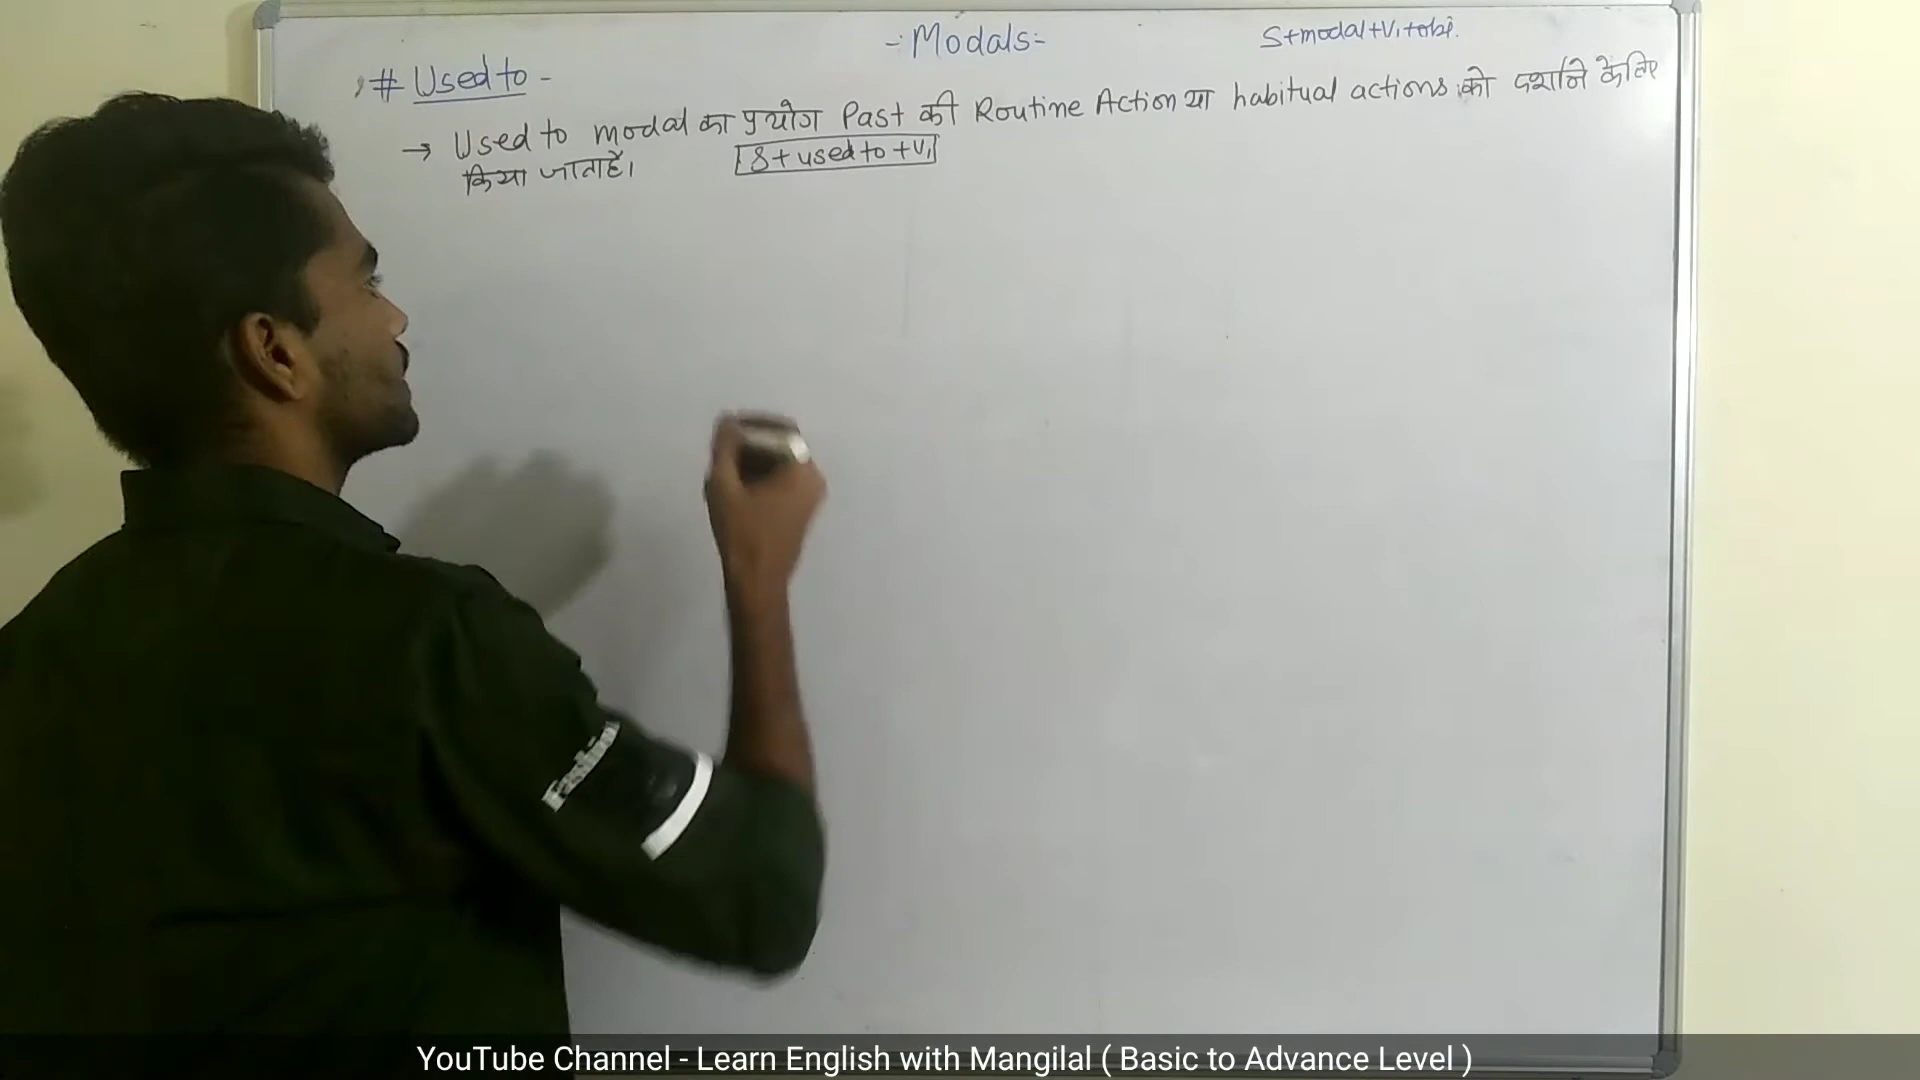 -: Modals:-
S+modal+V₁+obj.
# Used to -
→ Used to modal का प्रयोग Past की Routine Action या habitual actions को दर्शाने के लिए
किया जाता है।
S+ used to +V₁
Fashion
YouTube Channel - Learn English with Mangilal ( Basic to Advance Level )